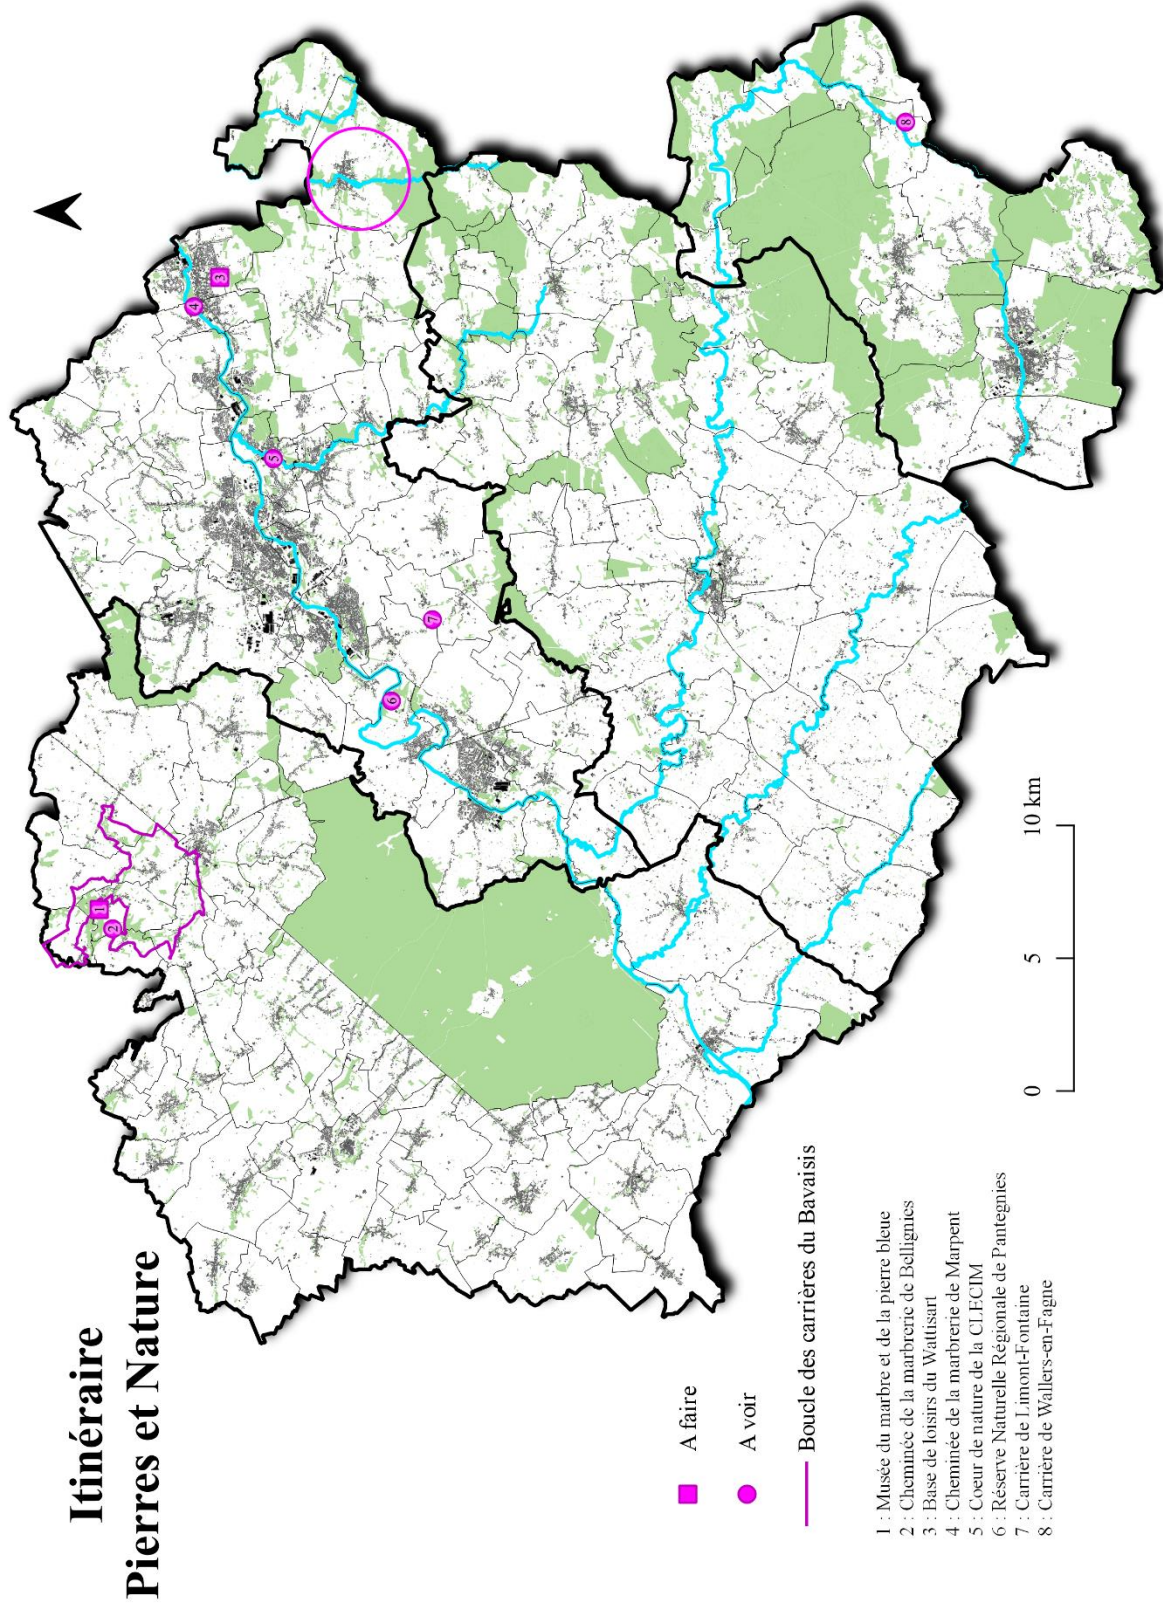 Itinéraire
Pierres et Nature
A faire
A voir
Boucle des carrières du Bavaisis
1 : Musée du marbre et de la pierre bleue
2 : Cheminée de la marbrerie de Bellignies
3 : Base de loisirs du Wattisart
4 : Cheminée de la marbrerie de Marpent
5 : Coeur de nature de la CLECIM
6 : Réserve Naturelle Régionale de Pantegnies
7 : Carrière de Limont-Fontaine
8 : Carrière de Wallers-en-Fagne
0 5 10 km
1
2
3
4
5
6
7
8